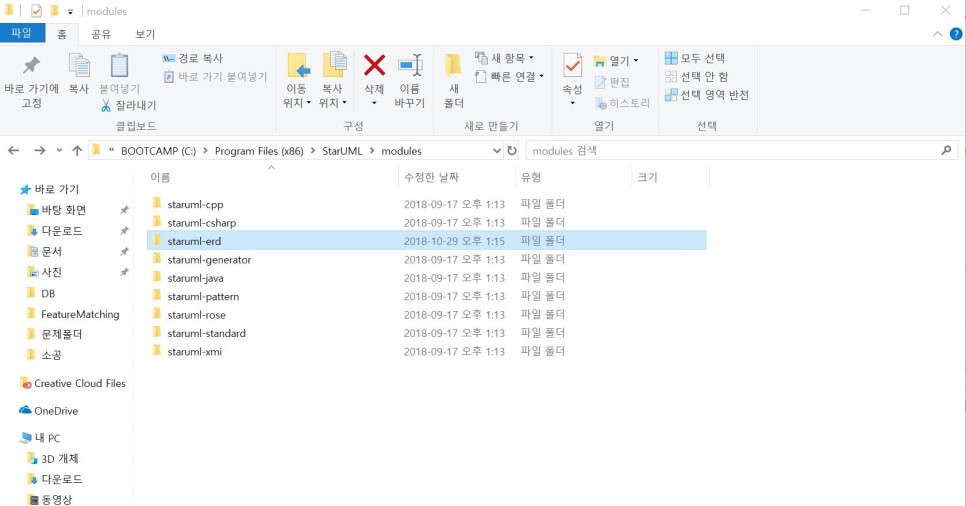 modules
파일 홈 공유 보기
바로 가기에 고정
복사
붙여넣기
경로 복사
바로 가기 붙여넣기
잘라내기
클립보드
이동 위치
복사 위치
삭제
이름 바꾸기
구성
새 폴더
새 항목
빠른 연결
새로 만들기
속성
열기
편집
히스토리
열기
모두 선택
선택 안 함
선택 영역 반전
선택
« BOOTCAMP (C:) > Program Files (x86) > StarUML > modules
modules 검색
이름 수정한 날짜 유형 크기
staruml-cpp 2018-09-17 오후 1:13 파일 폴더
staruml-csharp 2018-09-17 오후 1:13 파일 폴더
staruml-erd 2018-10-29 오후 1:15 파일 폴더
staruml-generator 2018-09-17 오후 1:13 파일 폴더
staruml-java 2018-09-17 오후 1:13 파일 폴더
staruml-pattern 2018-09-17 오후 1:13 파일 폴더
staruml-rose 2018-09-17 오후 1:13 파일 폴더
staruml-standard 2018-09-17 오후 1:13 파일 폴더
staruml-xmi 2018-09-17 오후 1:13 파일 폴더
바로 가기
바탕 화면
다운로드
문서
사진
DB
FeatureMatching
문제폴더
소공
Creative Cloud Files
OneDrive
내 PC
3D 개체
다운로드
동영상